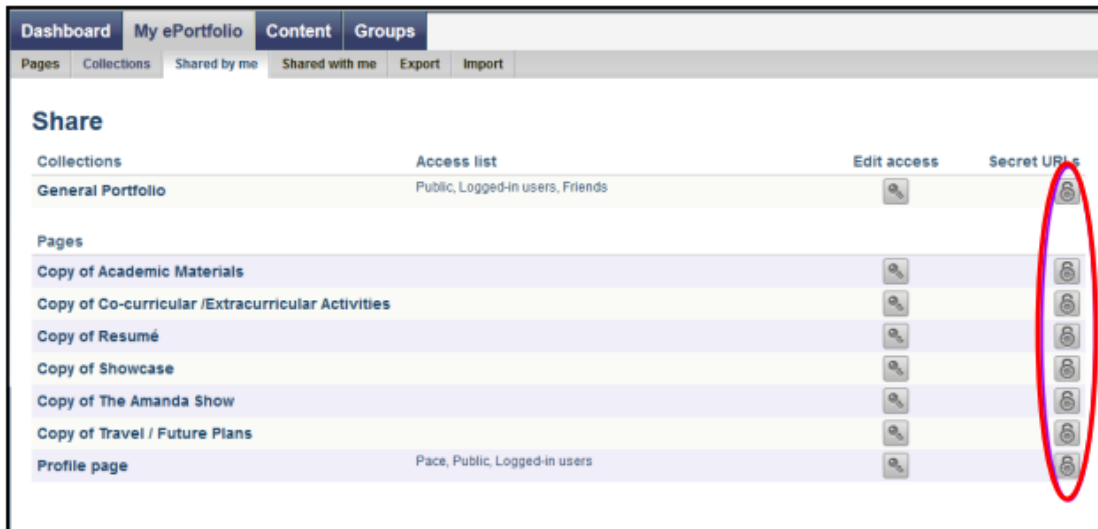 Dashboard My ePortfolio Content Groups
Pages Collections Shared by me Shared with me Export Import
Share
Collections Access list Edit access Secret URLs
General Portfolio Public, Logged-in users, Friends
Pages
Copy of Academic Materials
Copy of Co-curricular /Extracurricular Activities
Copy of Resumé
Copy of Showcase
Copy of The Amanda Show
Copy of Travel / Future Plans
Profile page Pace, Public, Logged-in users